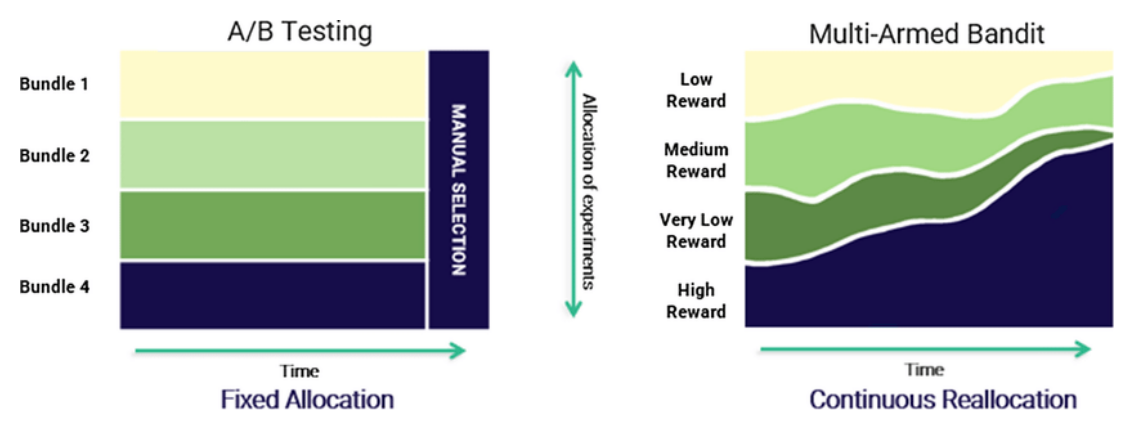 A/B Testing
Bundle 1
Bundle 2
Bundle 3
Bundle 4
MANUAL SELECTION
Time
Fixed Allocation
Allocation of experiments
Multi-Armed Bandit
Low
Reward
Medium
Reward
Very Low
Reward
High
Reward
Time
Continuous Reallocation